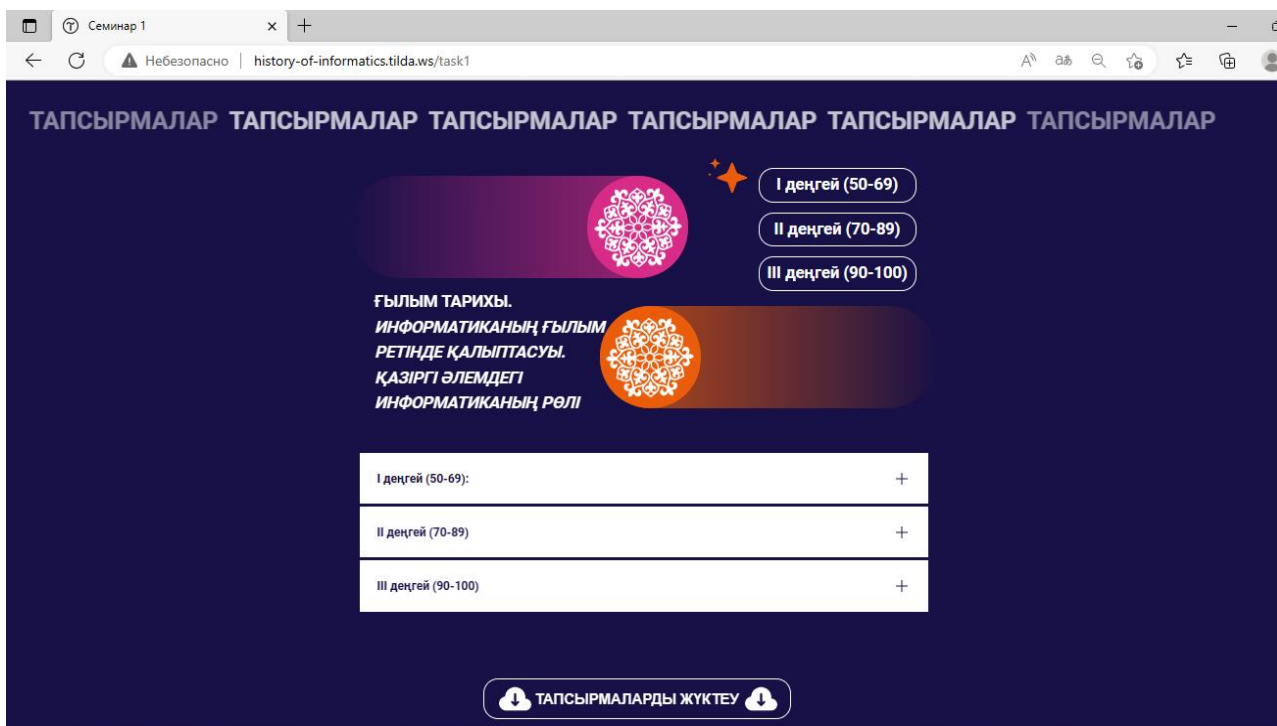 Семинар 1
Небезопасно
history-of-informatics.tilda.ws/task1
ТАПСЫРМАЛАР ТАПСЫРМАЛАР ТАПСЫРМАЛАР ТАПСЫРМАЛАР ТАПСЫРМАЛАР ТАПСЫРМАЛАР
I деңгей (50-69)
II деңгей (70-89)
III деңгей (90-100)
ҒЫЛЫМ ТАРИХЫ.
ИНФОРМАТИКАНЫҢ ҒЫЛЫМ
РЕТІНДЕ ҚАЛЫПТАСУЫ.
ҚАЗІРГІ ӘЛЕМДЕГІ
ИНФОРМАТИКАНЫҢ РӨЛІ
I деңгей (50-69):
II деңгей (70-89)
III деңгей (90-100)
ТАПСЫРМАЛАРДЫ ЖҮКТЕУ